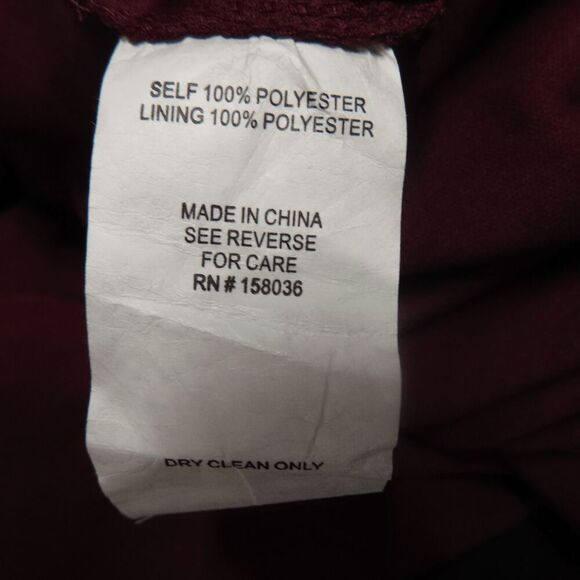 SELF 100% POLYESTER
LINING 100% POLYESTER
MADE IN CHINA
SEE REVERSE
FOR CARE
RN # 158036
DRY CLEAN ONLY